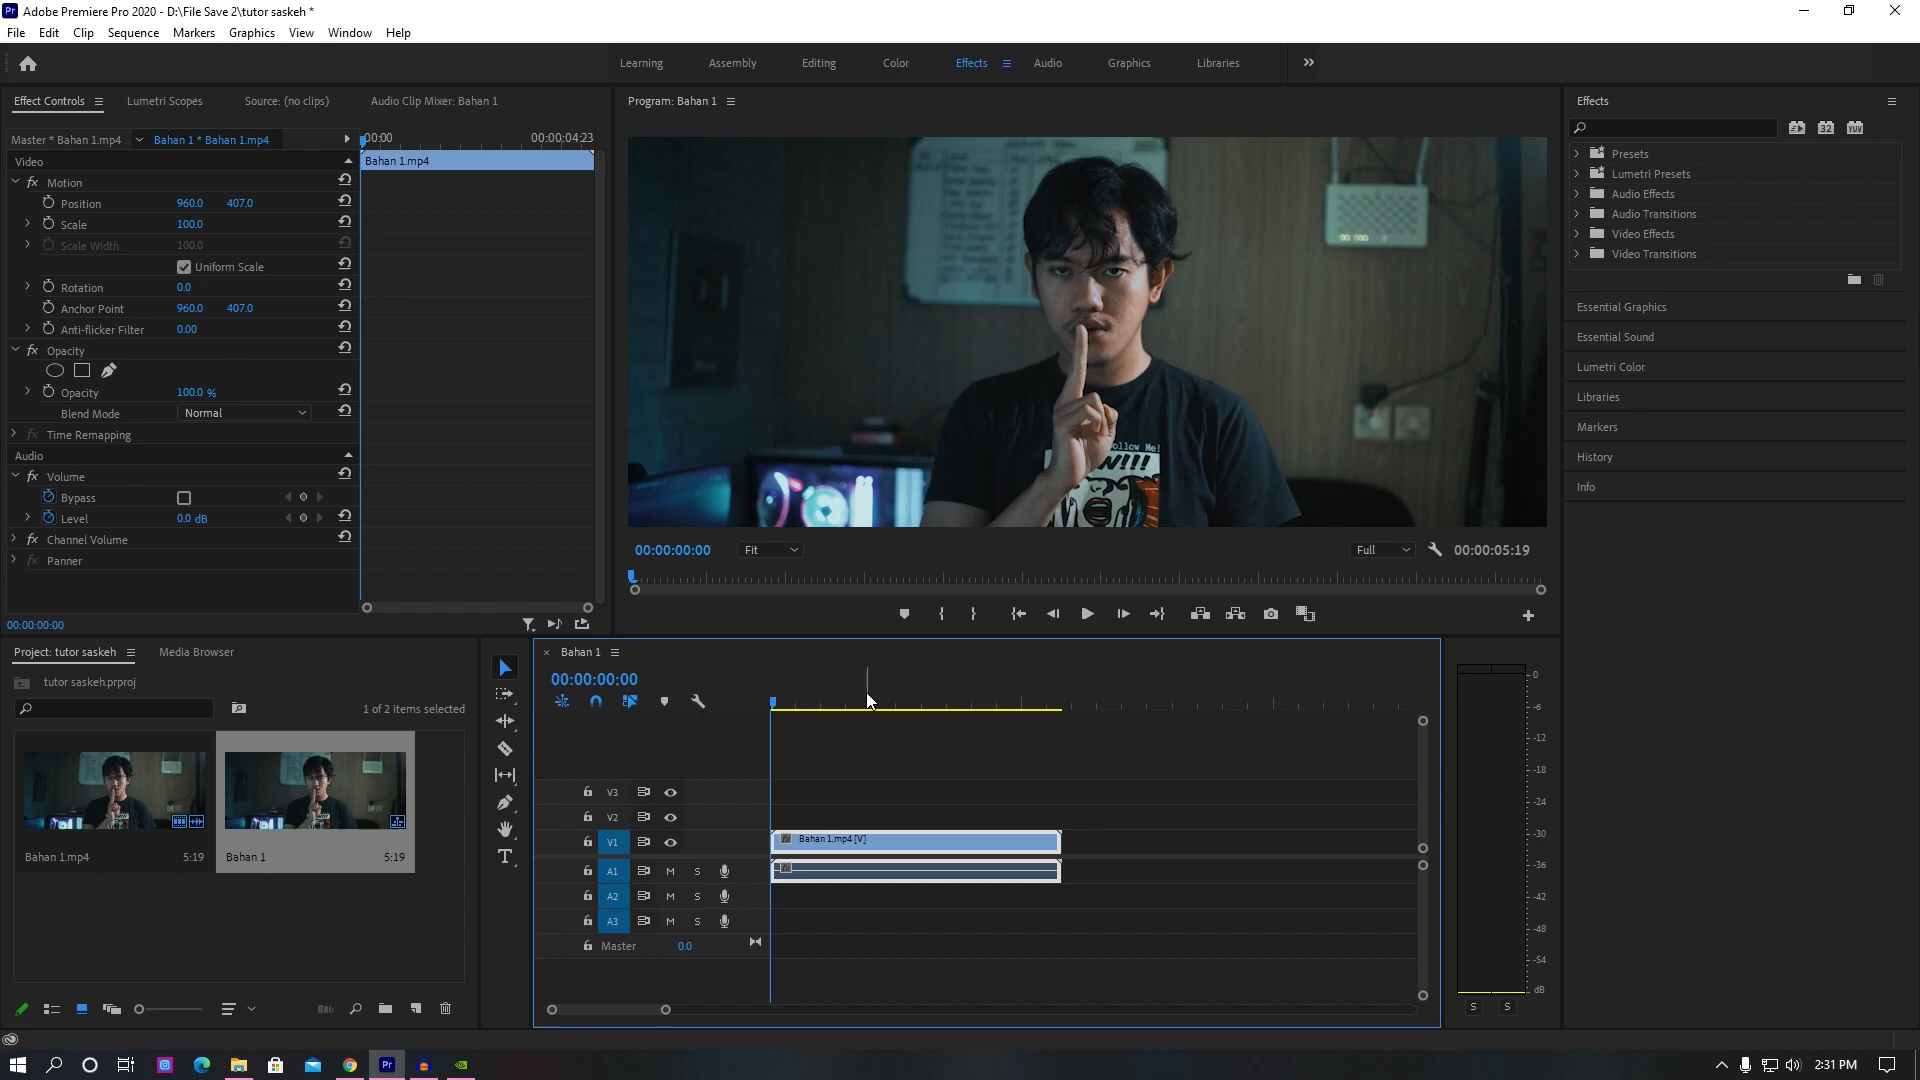 Adobe Premiere Pro 2020 - D:\File Save 2\tutor saskeh *
File Edit Clip Sequence Markers Graphics View Window Help
Learning Assembly Editing Color Effects Audio Graphics Libraries
Effect Controls Lumetri Scopes Source: (no clips) Audio Clip Mixer: Bahan 1
Master * Bahan 1.mp4 Bahan 1 * Bahan 1.mp4
:00:00 00:00:04:23
Video
Bahan 1.mp4
Motion
Position 960.0 407.0
Scale 100.0
Scale Width 100.0
Uniform Scale
Rotation 0.0
Anchor Point 960.0 407.0
Anti-flicker Filter 0.00
Opacity
Opacity 100.0 %
Blend Mode Normal
Time Remapping
Audio
Volume
Bypass
Level 0.0 dB
Channel Volume
Panner
00:00:00:00
Program: Bahan 1
Follow Me!
W!!!
00:00:00:00 Fit Full 00:00:05:19
Effects
32 YUV
Presets
Lumetri Presets
Audio Effects
Audio Transitions
Video Effects
Video Transitions
Essential Graphics
Essential Sound
Lumetri Color
Libraries
Markers
History
Info
Project: tutor saskeh Media Browser
tutor saskeh.prproj
1 of 2 items selected
Bahan 1.mp4 5:19 Bahan 1 5:19
Bahan 1
00:00:00:00
V3
V2
V1 Bahan 1.mp4 [V]
A1 M S
A2 M S
A3 M S
Master 0.0
0
-6
-12
-18
-24
-30
-36
-42
-48
-54
dB
S S
Pr 2:31 PM